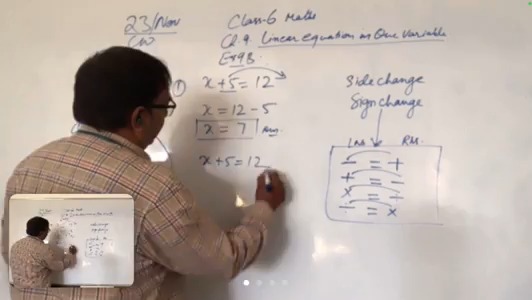 23/Nov
CW
Class-6 Maths
Ch. 9 Linear equation in One Variable
Ex 9B
①
x + 5 = 12
x = 12 - 5
x = 7 Ans.
x + 5 = 12
Side change
Sign change
LHS RHS
- = +
+ = -
x = ÷
÷ = x